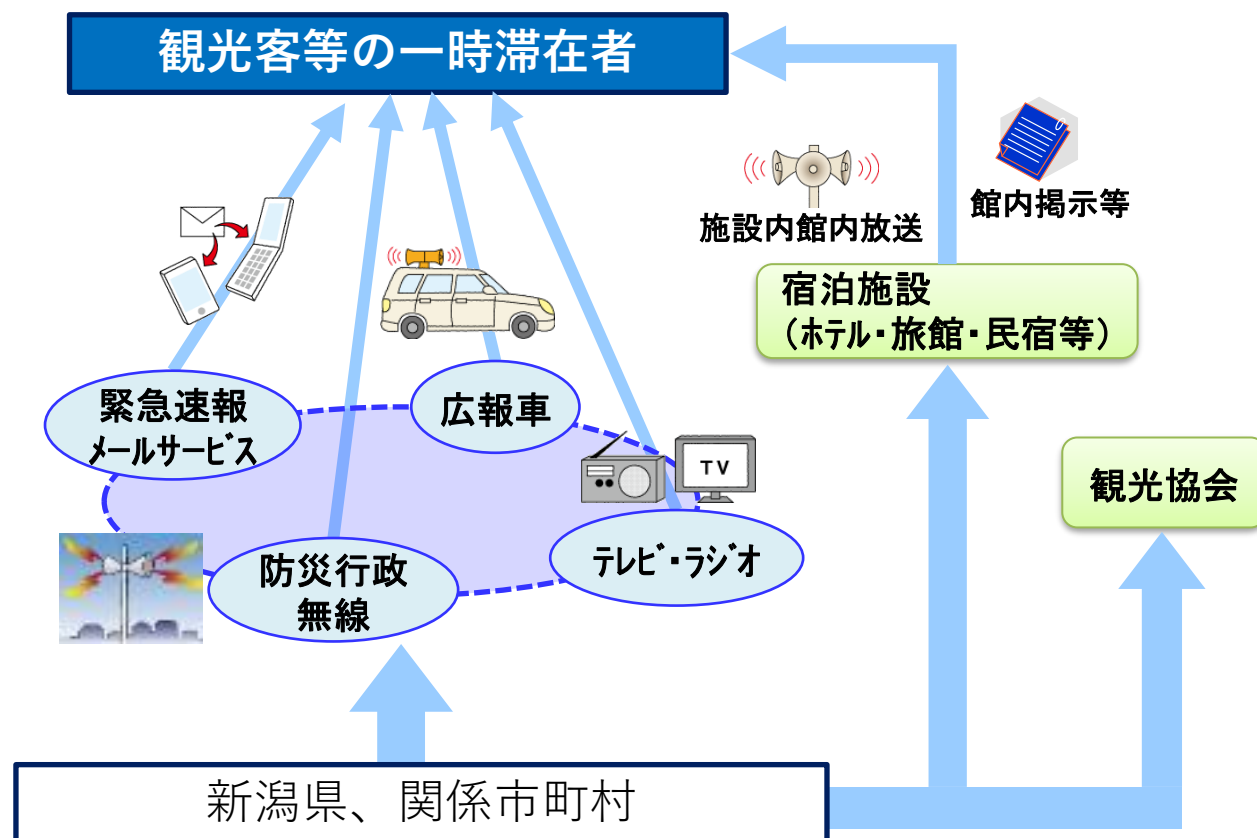 観光客等の一時滞在者
施設内館内放送
館内掲示等
宿泊施設
（ﾎﾃﾙ・旅館・民宿等）
緊急速報
ﾒｰﾙｻｰﾋﾞｽ
広報車
TV
観光協会
防災行政
無線
ﾃﾚﾋﾞ・ﾗｼﾞｵ
新潟県、関係市町村